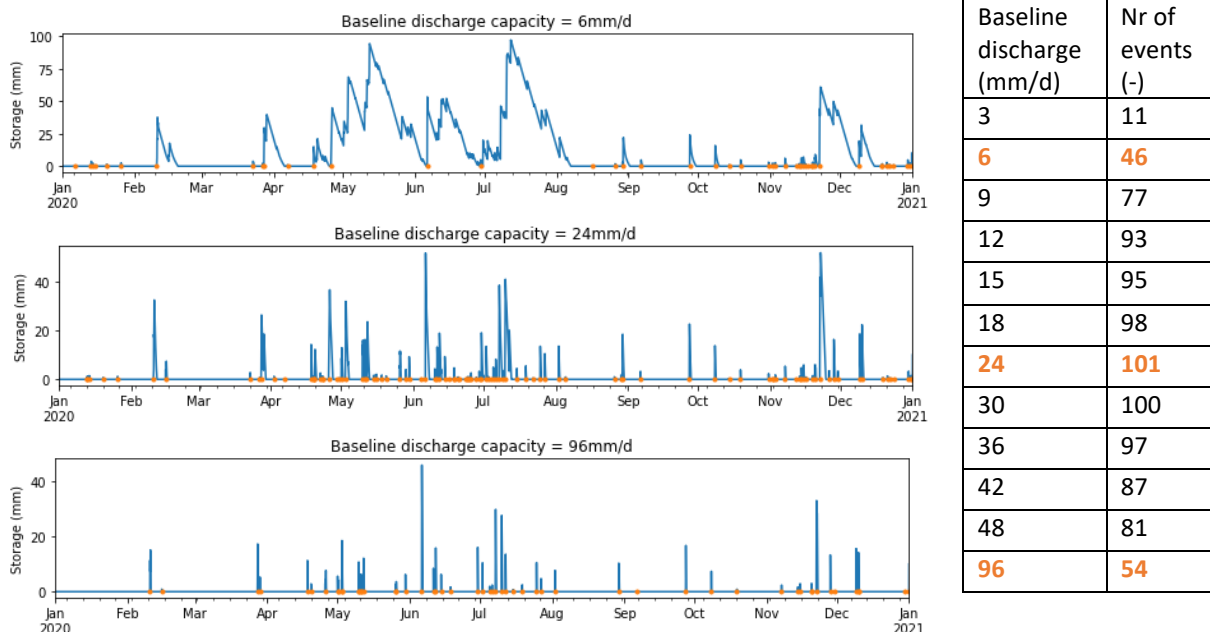 Baseline discharge capacity = 6mm/d
Storage (mm)
100
75
50
25
0
Jan Feb Mar Apr May Jun Jul Aug Sep Oct Nov Dec Jan
2020 2021
Baseline discharge capacity = 24mm/d
Storage (mm)
40
20
0
Jan Feb Mar Apr May Jun Jul Aug Sep Oct Nov Dec Jan
2020 2021
Baseline discharge capacity = 96mm/d
Storage (mm)
40
20
0
Jan Feb Mar Apr May Jun Jul Aug Sep Oct Nov Dec Jan
2020 2021
Baseline Nr of
discharge events
(mm/d) (-)
3 11
6 46
9 77
12 93
15 95
18 98
24 101
30 100
36 97
42 87
48 81
96 54